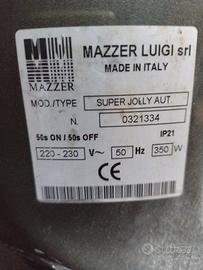 MAZZER LUIGI srl
MADE IN ITALY
MAZZER
MOD./TYPE SUPER JOLLY AUT.
N. 0321334
50s ON / 50s OFF IP21
220 - 230 V~ 50 Hz 350 W
CE
subito